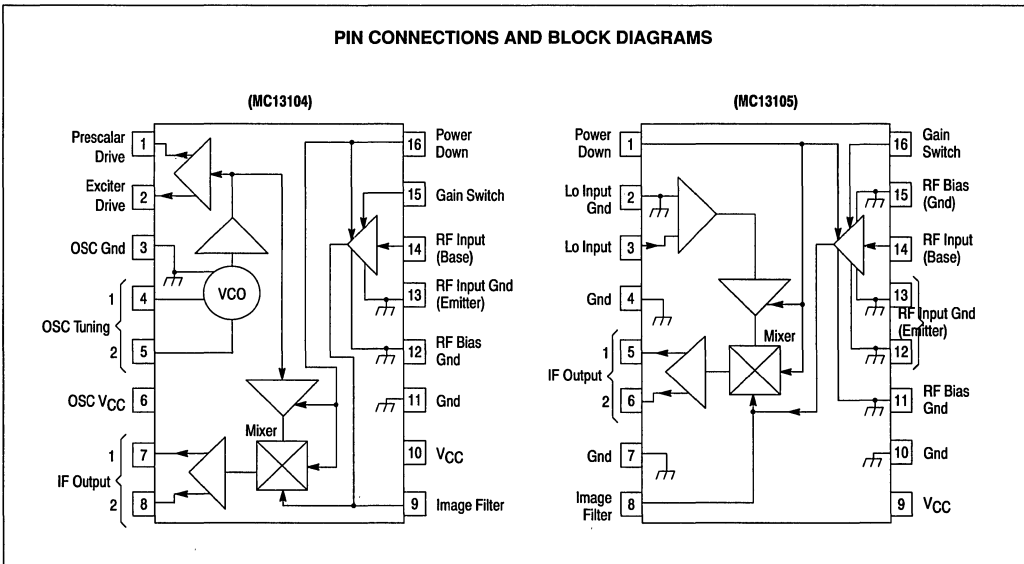 PIN CONNECTIONS AND BLOCK DIAGRAMS
(MC13104)
Prescalar
Drive
1
Exciter
Drive
2
OSC Gnd
3
1
4
OSC Tuning
2
5
OSC VCC
6
1
7
IF Output
2
8
VCO
Mixer
16
Power
Down
15
Gain Switch
14
RF Input
(Base)
13
RF Input Gnd
(Emitter)
12
RF Bias
Gnd
11
Gnd
10
VCC
9
Image Filter
(MC13105)
Power
Down
1
Lo Input
Gnd
2
Lo Input
3
Gnd
4
1
5
IF Output
2
6
Gnd
7
Image
Filter
8
Mixer
16
Gain
Switch
15
RF Bias
(Gnd)
14
RF Input
(Base)
13
RF Input Gnd
(Emitter)
12
11
RF Bias
Gnd
10
Gnd
9
VCC